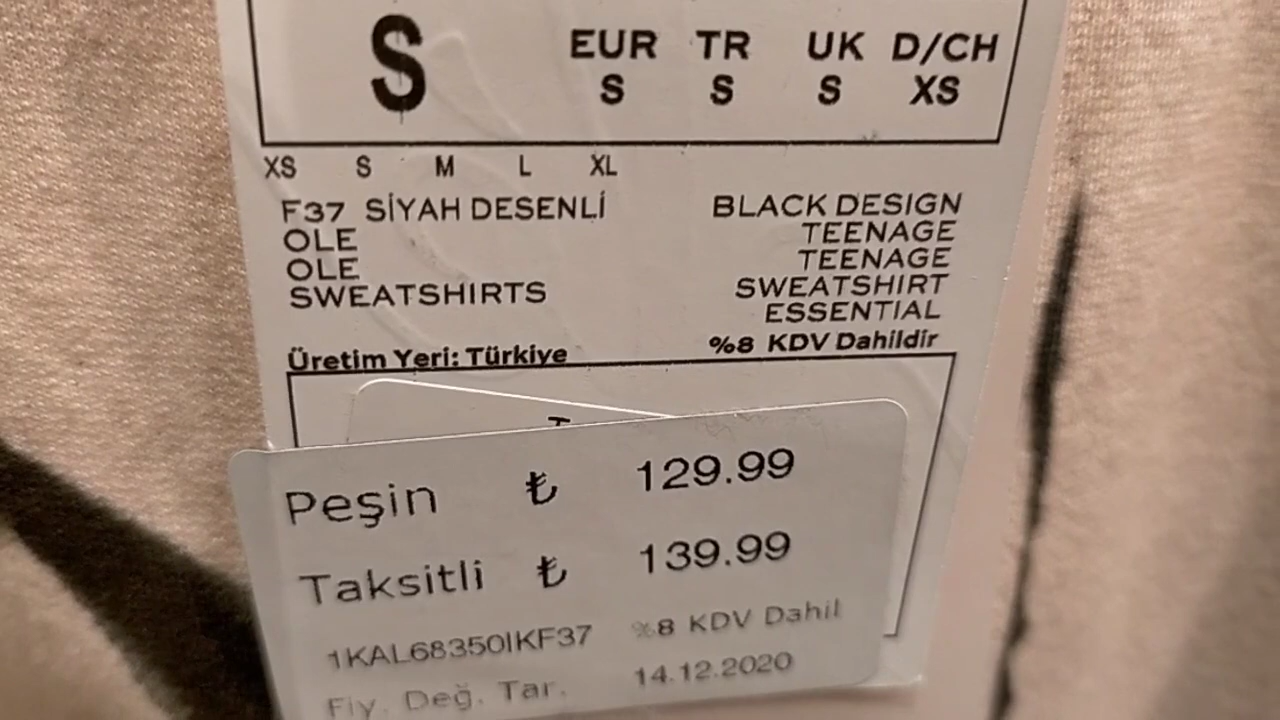 S EUR TR UK D/CH
S S S XS
XS S M L XL
F37 SİYAH DESENLİ BLACK DESIGN
OLE TEENAGE
OLE TEENAGE
SWEATSHIRTS SWEATSHIRT
ESSENTIAL
Üretim Yeri: Türkiye %8 KDV Dahildir
Peşin ₺ 129.99
Taksitli ₺ 139.99
1KAL68350IKF37 %8 KDV Dahil
Fiy. Değ. Tar. 14.12.2020